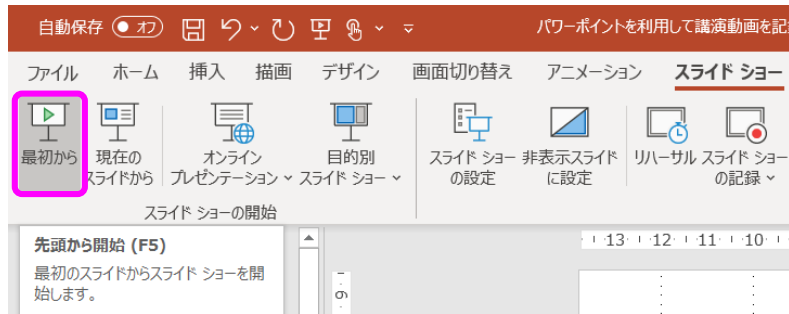 自動保存 オフ
パワーポイントを利用して講演動画を記
ファイル ホーム 挿入 描画 デザイン 画面切り替え アニメーション スライド ショー
最初から 現在の オンライン 目的別 スライド ショー 非表示スライド リハーサル スライド ショー
スライドから プレゼンテーション スライド ショー の設定 に設定 の記録
スライド ショーの開始
先頭から開始 (F5)
最初のスライドからスライド ショーを開
始します。
13 12 11 10
9